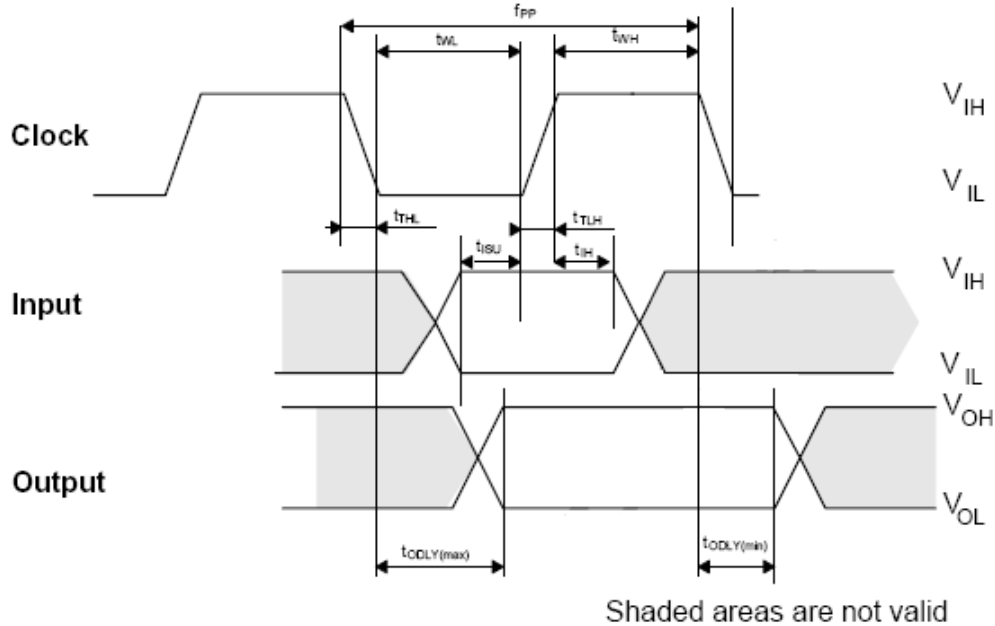 fPP
tWL
tWH
VIH
Clock
VIL
tTHL
tTLH
tISU
tIH
VIH
Input
VIL
VOH
Output
VOL
tODLY(max)
tODLY(min)
Shaded areas are not valid